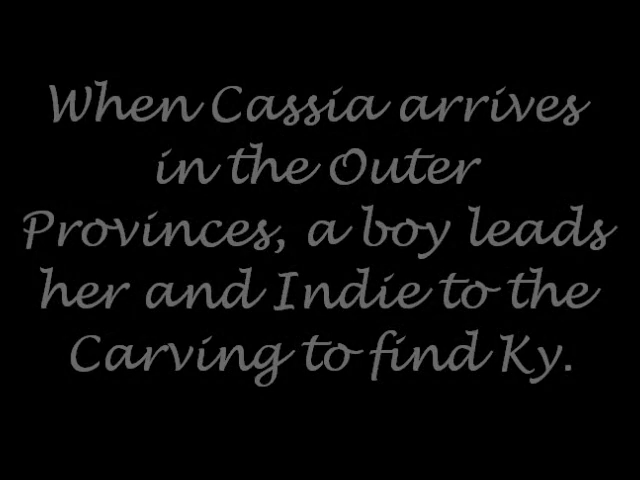 When Cassia arrives
in the Outer
Provinces, a boy leads
her and Indie to the
Carving to find Ky.